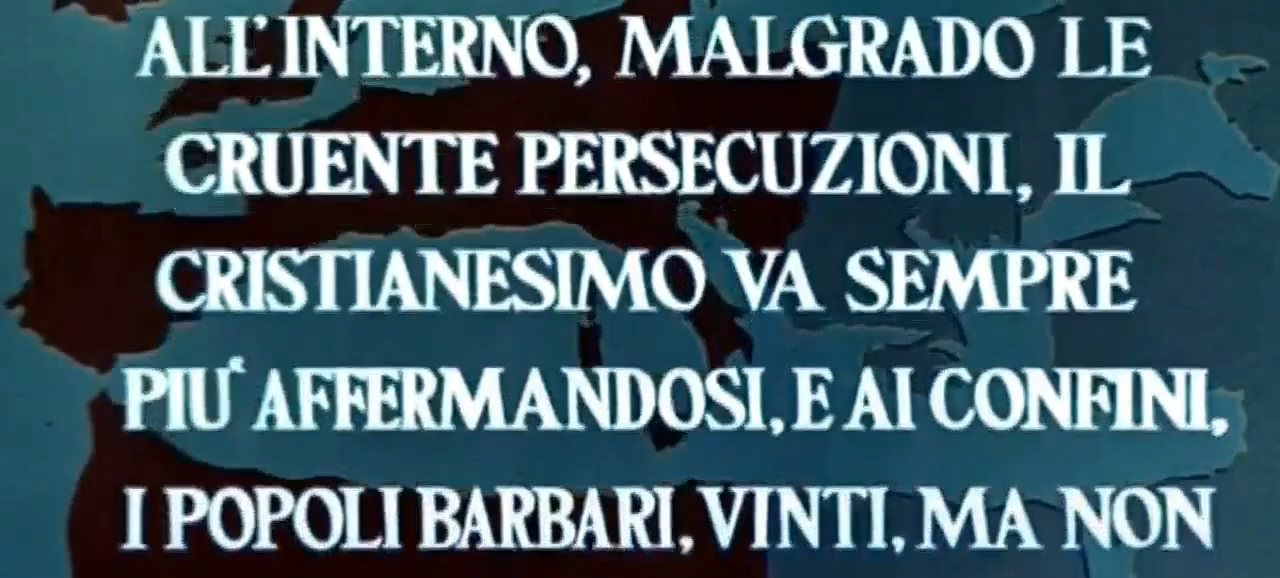 ALL'INTERNO, MALGRADO LE
CRUENTE PERSECUZIONI, IL
CRISTIANESIMO VA SEMPRE
PIU' AFFERMANDOSI, E AI CONFINI,
I POPOLI BARBARI, VINTI, MA NON